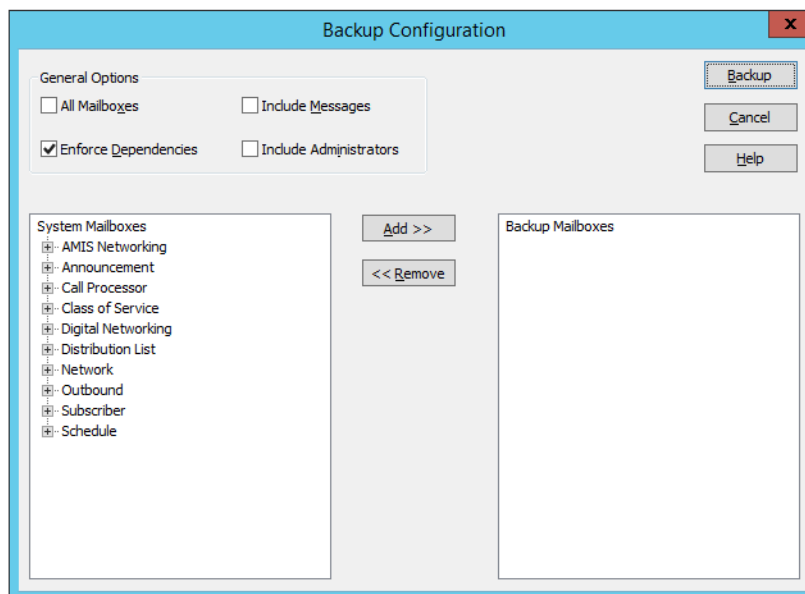 Backup Configuration
x
General Options
All Mailboxes
Include Messages
Enforce Dependencies
Include Administrators
Backup
Cancel
Help
System Mailboxes
AMIS Networking
Announcement
Call Processor
Class of Service
Digital Networking
Distribution List
Network
Outbound
Subscriber
Schedule
Add >>
<< Remove
Backup Mailboxes